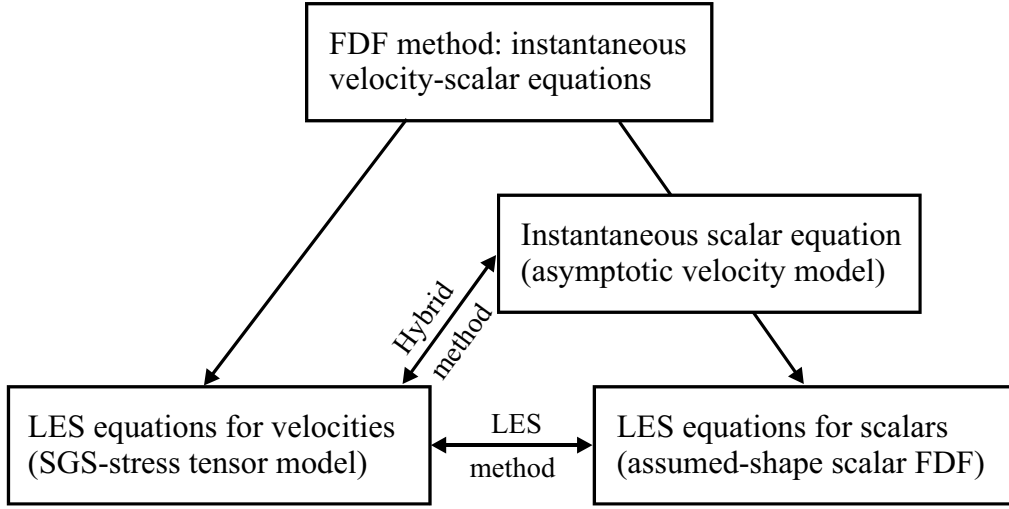 FDF method: instantaneous
velocity-scalar equations
Instantaneous scalar equation
(asymptotic velocity model)
Hybrid
method
LES equations for velocities
(SGS-stress tensor model)
LES
method
LES equations for scalars
(assumed-shape scalar FDF)